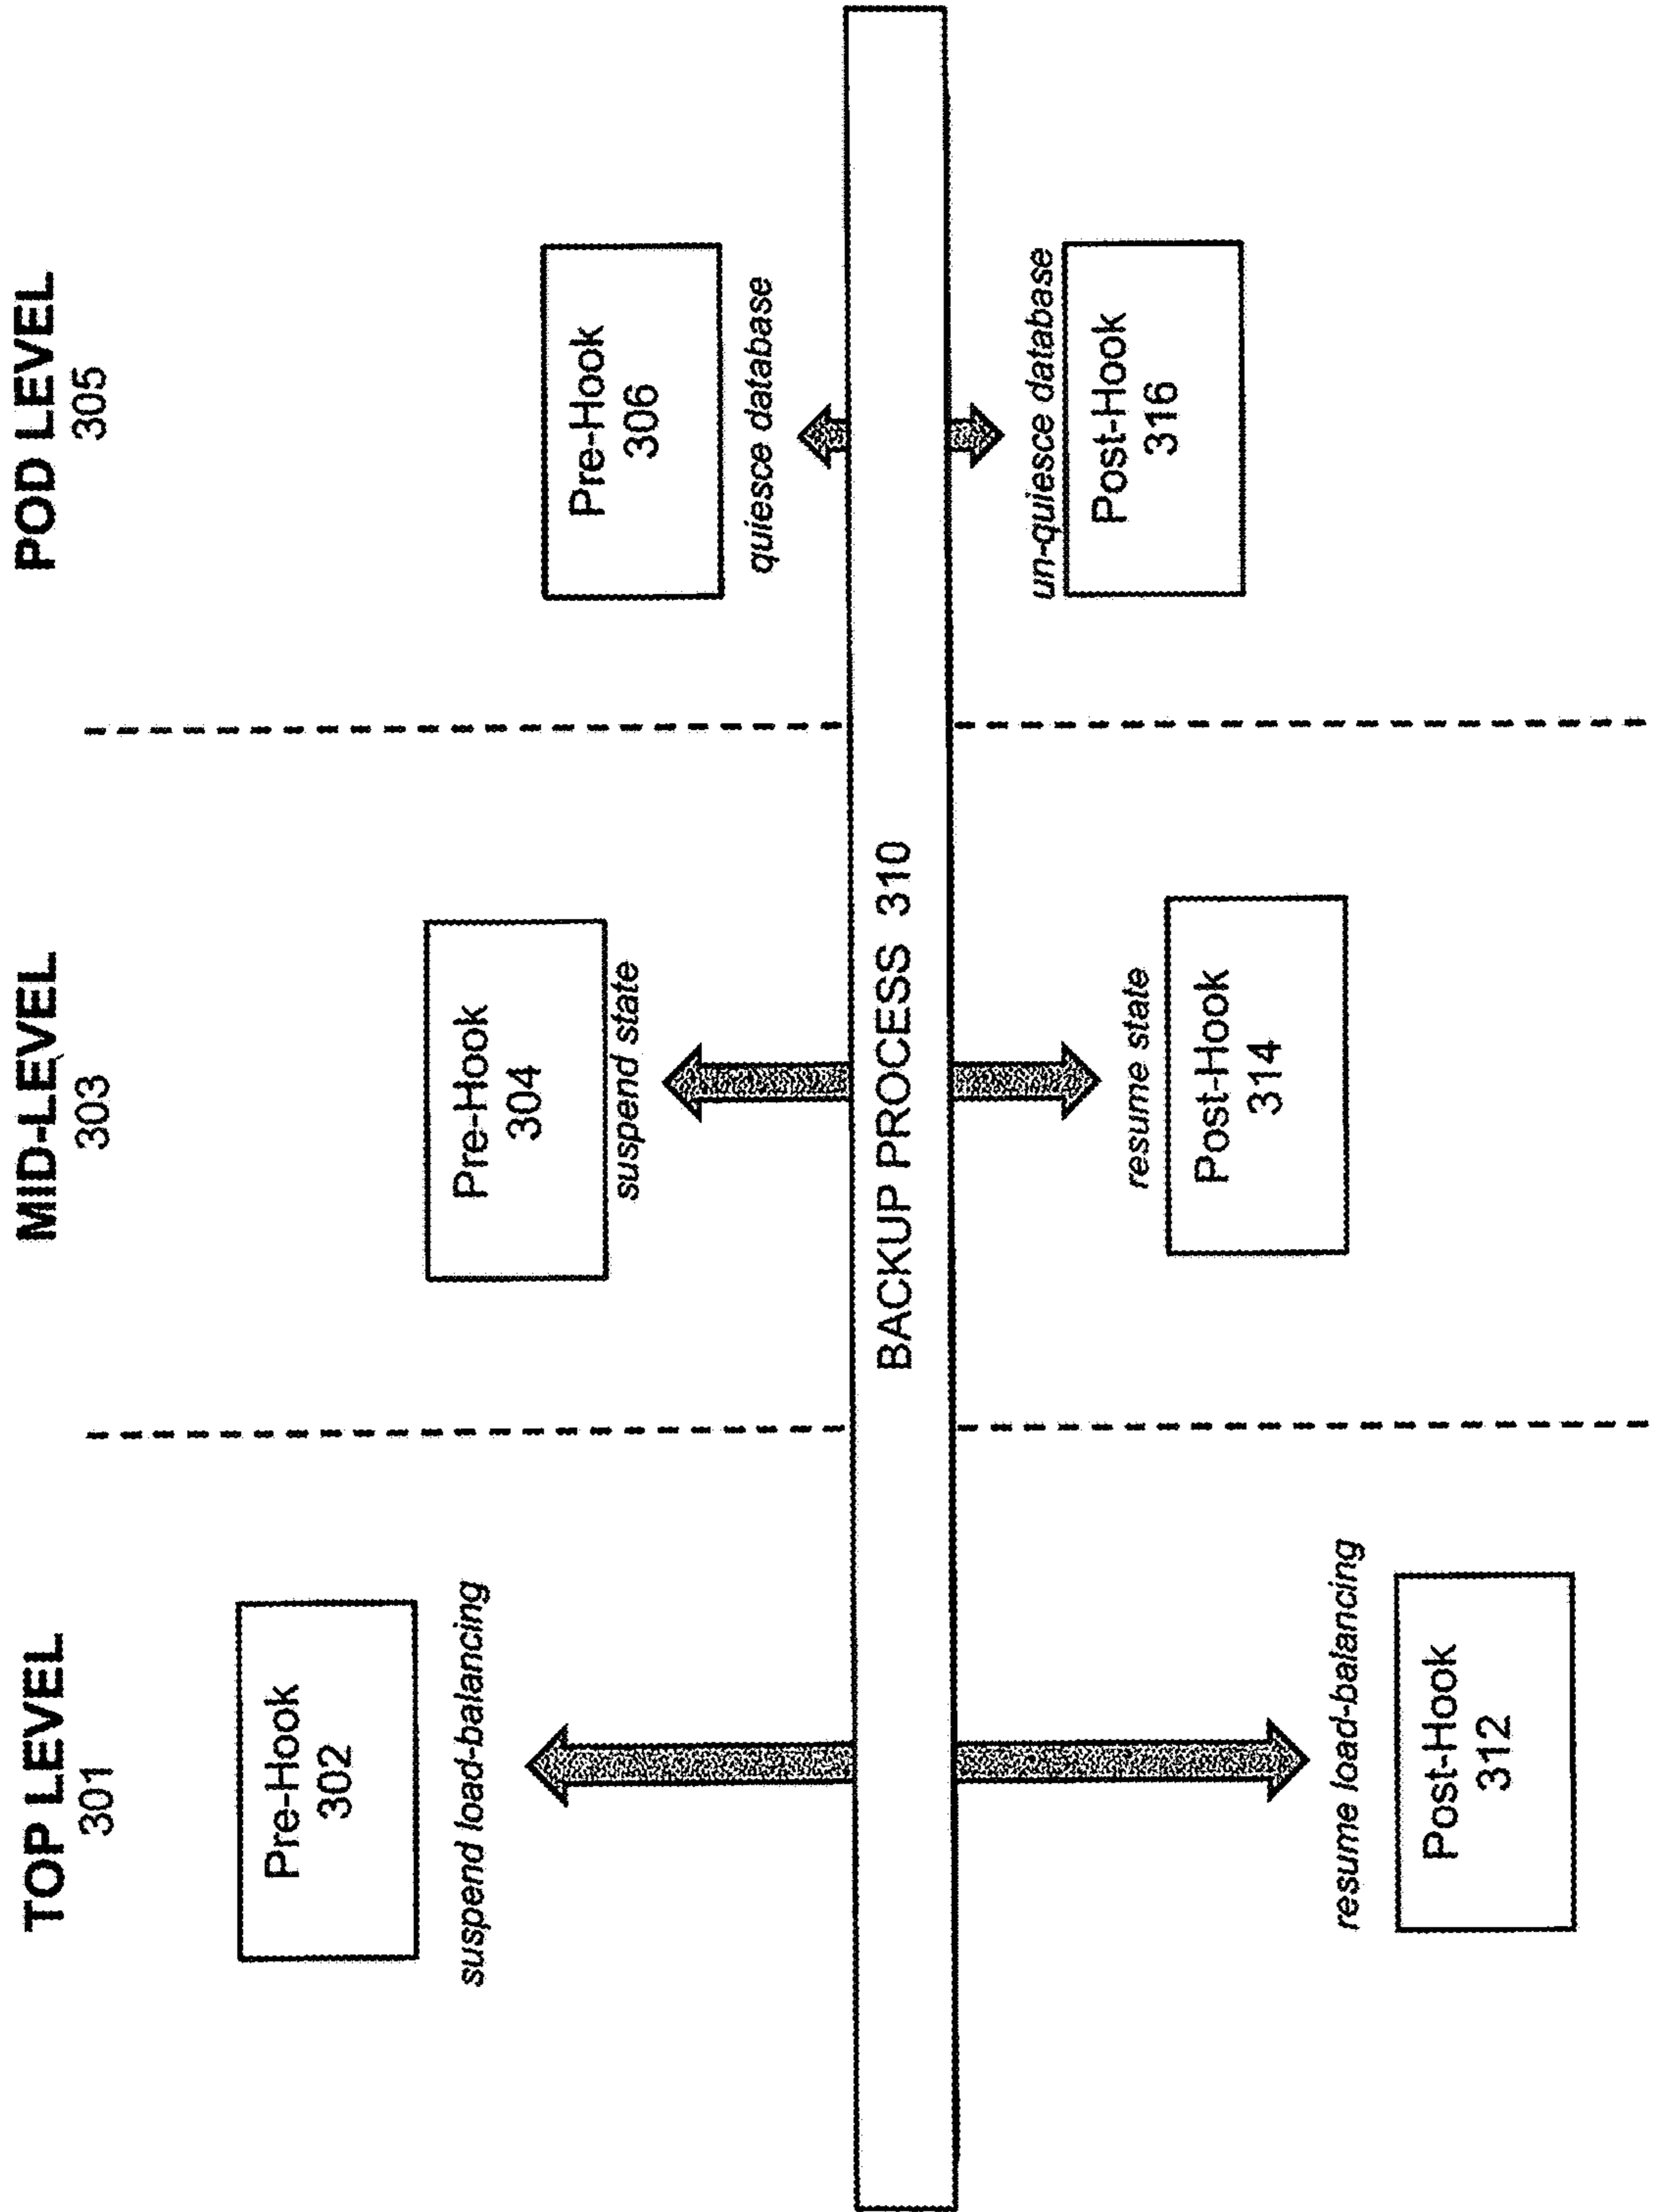 TOP LEVEL
301
MID-LEVEL
303
POD LEVEL
305
Pre-Hook
302
suspend load-balancing
Pre-Hook
304
suspend state
Pre-Hook
306
quiesce database
BACKUP PROCESS 310
resume load-balancing
Post-Hook
312
resume state
Post-Hook
314
un-quiesce database
Post-Hook
316